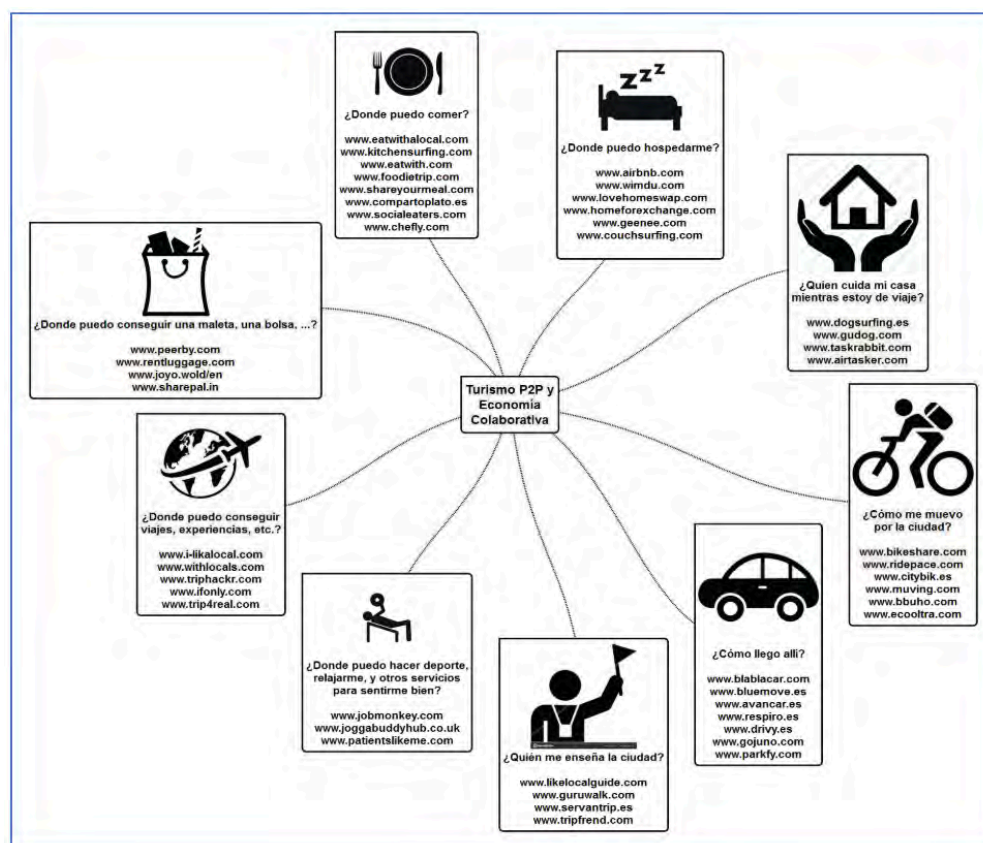 ¿Donde puedo comer?
www.eatwithalocal.com
www.kitchensurfing.com
www.eatwith.com
www.foodietrip.com
www.shareyourmeal.com
www.compartoplato.es
www.socialeaters.com
www.chefly.com
zzz
¿Donde puedo hospedarme?
www.airbnb.com
www.wimdu.com
www.lovehomeswap.com
www.homeforexchange.com
www.geenee.com
www.couchsurfing.com
¿Quien cuida mi casa
mientras estoy de viaje?
www.dogsurfing.es
www.gudog.com
www.taskrabbit.com
www.airtasker.com
¿Donde puedo conseguir una maleta, una bolsa, ...?
www.peerby.com
www.rentluggage.com
www.joyo.wold/en
www.sharepal.in
Turismo P2P y
Economía
Colaborativa
¿Cómo me muevo
por la ciudad?
www.bikeshare.com
www.ridepace.com
www.citybik.es
www.muving.com
www.bbuho.com
www.ecooltra.com
¿Donde puedo conseguir
viajes, experiencias, etc.?
www.i-likalocal.com
www.withlocals.com
www.triphackr.com
www.ifonly.com
www.trip4real.com
¿Donde puedo hacer deporte,
relajarme, y otros servicios
para sentirme bien?
www.jobmonkey.com
www.joggabuddyhub.co.uk
www.patientslikeme.com
¿Quién me enseña la ciudad?
www.likelocalguide.com
www.guruwalk.com
www.servantrip.es
www.tripfrend.com
¿Cómo llego allí?
www.blablacar.com
www.bluemove.es
www.avancar.es
www.respiro.es
www.drivy.es
www.gojuno.com
www.parkfy.com